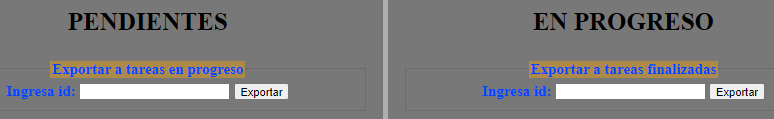 PENDIENTES
Exportar a tareas en progreso
Ingresa id: Exportar
EN PROGRESO
Exportar a tareas finalizadas
Ingresa id: Exportar